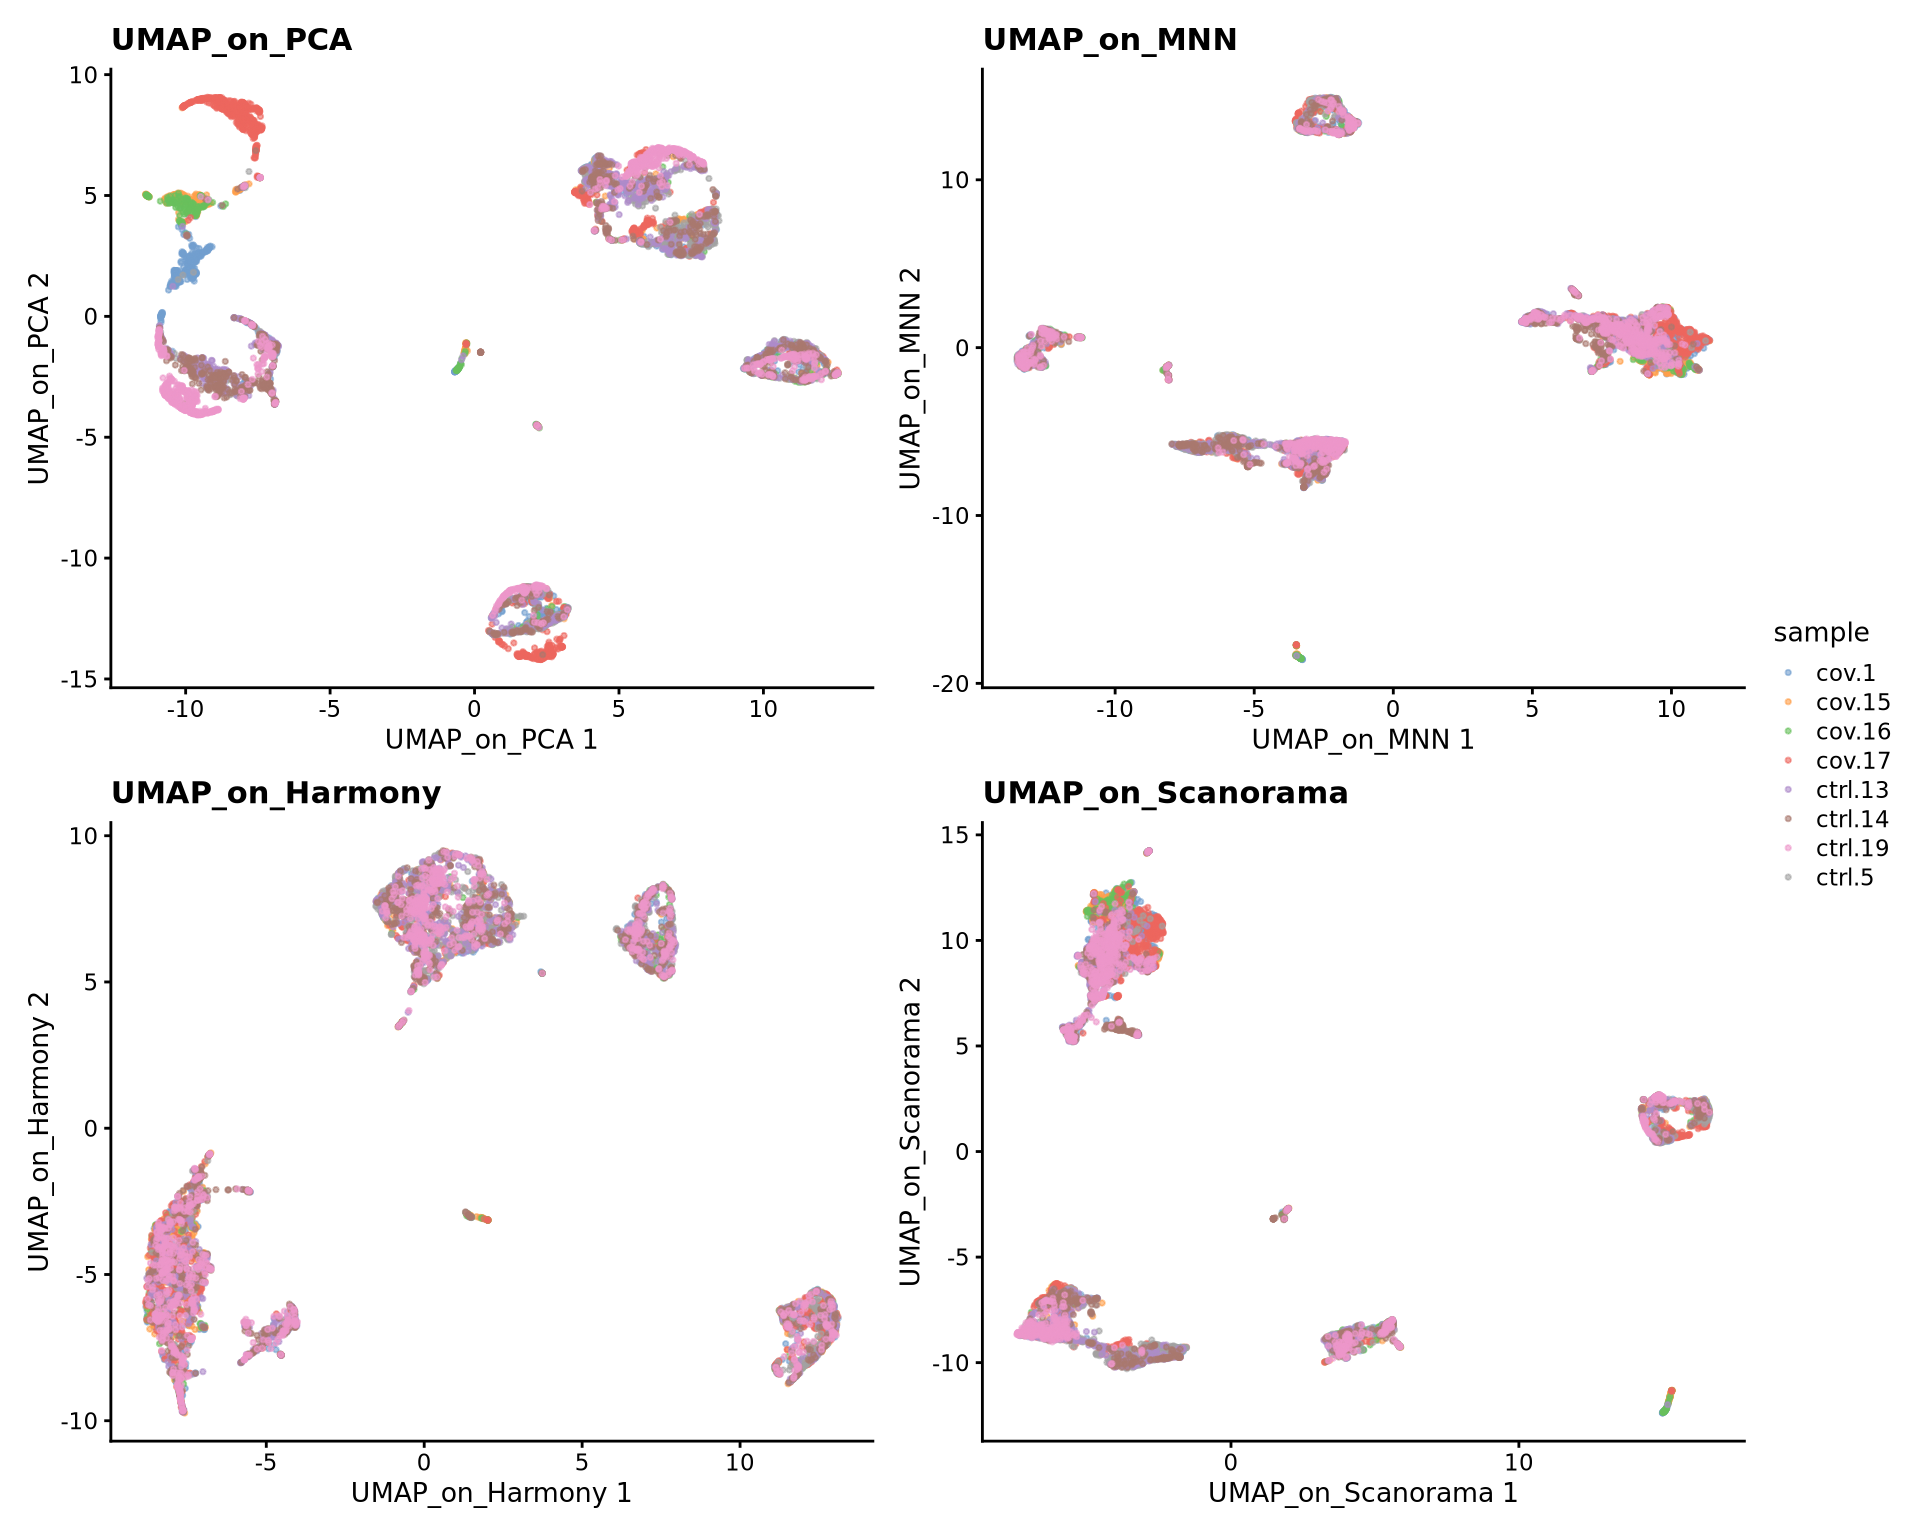 UMAP_on_PCA
10
5
0
-5
-10
-15
-10
-5
0
5
10
UMAP_on_PCA 1
UMAP_on_PCA 2
UMAP_on_MNN
10
0
-10
-20
-10
-5
0
5
10
UMAP_on_MNN 1
UMAP_on_MNN 2
UMAP_on_Harmony
10
5
0
-5
-10
-5
0
5
10
UMAP_on_Harmony 1
UMAP_on_Harmony 2
UMAP_on_Scanorama
15
10
5
0
-5
-10
0
10
UMAP_on_Scanorama 1
UMAP_on_Scanorama 2
sample
cov.1
cov.15
cov.16
cov.17
ctrl.13
ctrl.14
ctrl.19
ctrl.5